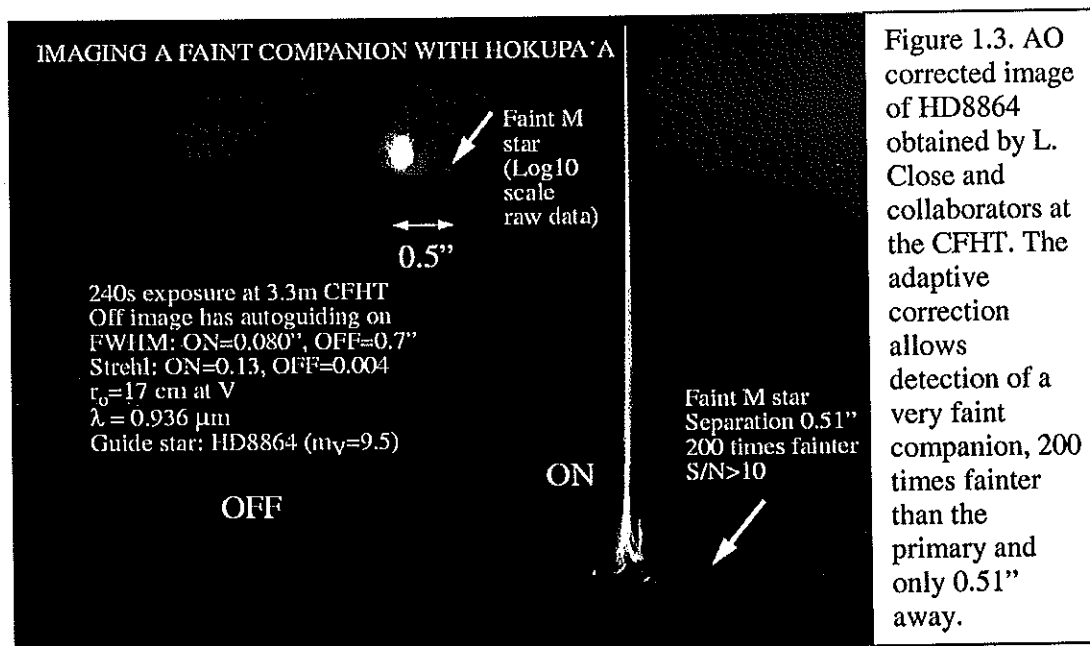 IMAGING A FAINT COMPANION WITH HOKUPA'A
Faint M
star
(Log10
scale
raw data)
0.5”
240s exposure at 3.3m CFHT
Off image has autoguiding on
FWHM: ON=0.080”, OFF=0.7”
Strehl: ON=0.13, OFF=0.004
r₀=17 cm at V
λ = 0.936 μm
Guide star: HD8864 (mV=9.5)
OFF
ON
Faint M star
Separation 0.51”
200 times fainter
S/N>10
Figure 1.3. AO
corrected image
of HD8864
obtained by L.
Close and
collaborators at
the CFHT. The
adaptive
correction
allows
detection of a
very faint
companion, 200
times fainter
than the
primary and
only 0.51”
away.